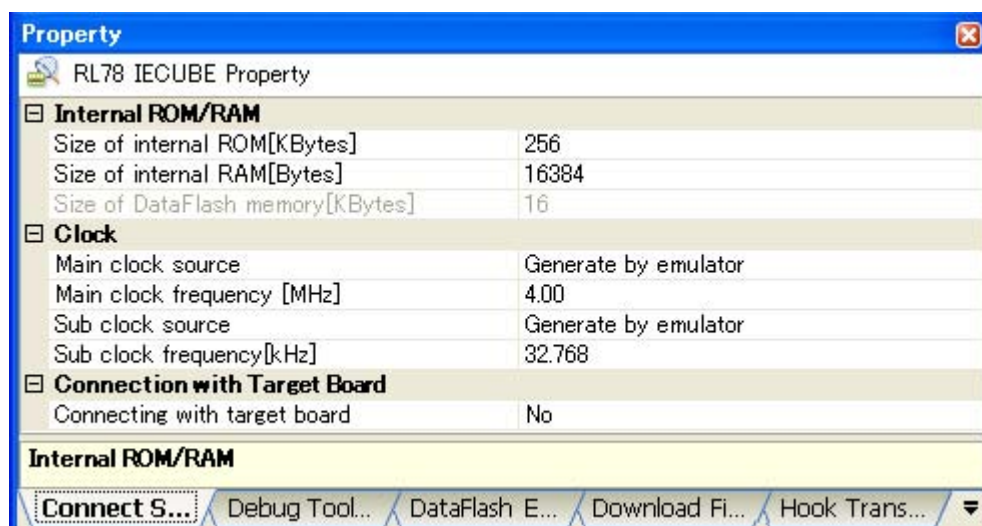 Property
RL78 IECUBE Property
Internal ROM/RAM
Size of internal ROM[KBytes] 256
Size of internal RAM[Bytes] 16384
Size of DataFlash memory[KBytes] 16
Clock
Main clock source Generate by emulator
Main clock frequency [MHz] 4.00
Sub clock source Generate by emulator
Sub clock frequency[kHz] 32.768
Connection with Target Board
Connecting with target board No
Internal ROM/RAM
Connect S... Debug Tool... DataFlash E... Download Fi... Hook Trans...